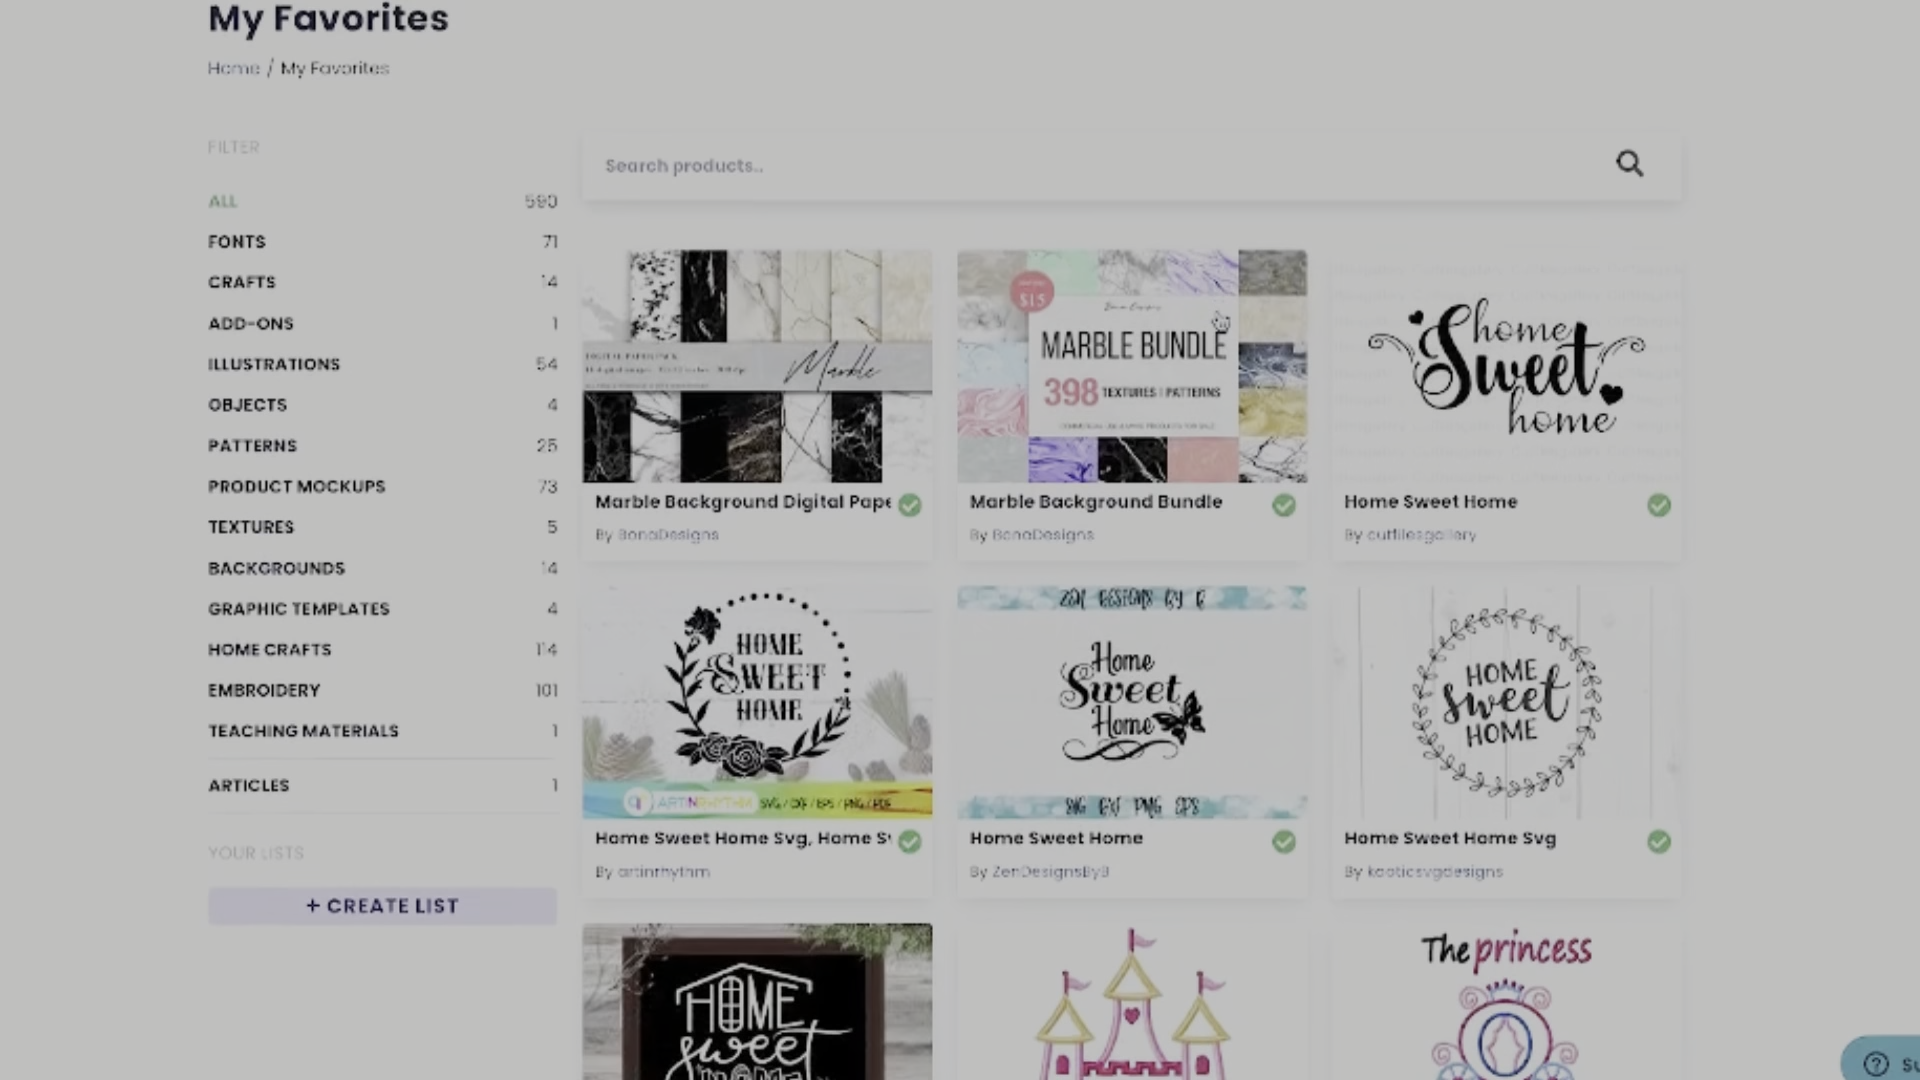 My Favorites
Home / My Favorites
FILTER
ALL 590
FONTS 71
CRAFTS 14
ADD-ONS 1
ILLUSTRATIONS 54
OBJECTS 4
PATTERNS 25
PRODUCT MOCKUPS 73
TEXTURES 5
BACKGROUNDS 14
GRAPHIC TEMPLATES 4
HOME CRAFTS 114
EMBROIDERY 101
TEACHING MATERIALS 1
ARTICLES 1
YOUR LISTS
+ CREATE LIST
Search products..
Marble
Marble Background Digital Pape
By BonaDesigns
$15
MARBLE BUNDLE
398 TEXTURES | PATTERNS
Marble Background Bundle
By BonaDesigns
home
Sweet
home
Home Sweet Home
By cutfilesgallery
HOME
SWEET
HOME
ARTINRHYTHM SVG / DXF / EPS / PNG / PDF
Home Sweet Home Svg, Home Sv
By artinrhythm
ZEN DESIGNS BY B
Home
Sweet
Home
SVG DXF PNG EPS
Home Sweet Home
By ZenDesignsByB
HOME
sweet
HOME
Home Sweet Home Svg
By kaoticsvgdesigns
HOME
sweet
HOME
The princess
Su